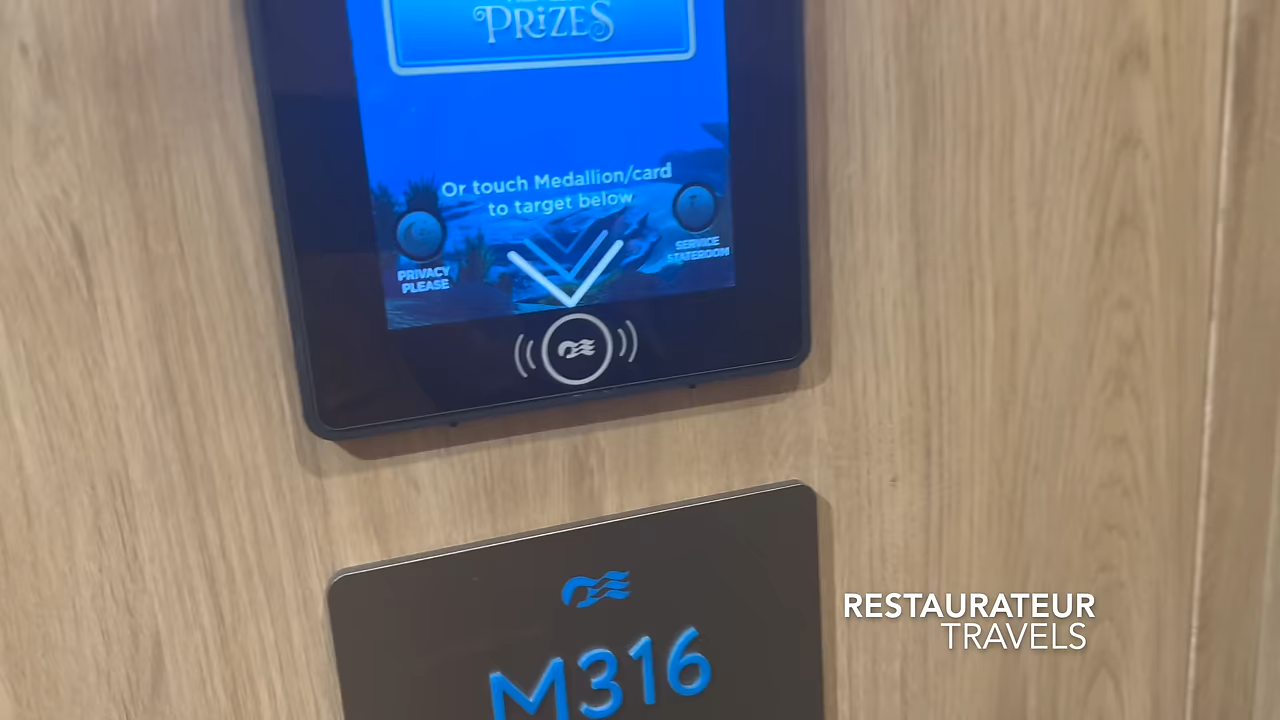 PRiZES
Or touch Medallion/card
to target below
PRIVACY
PLEASE
SERVICE
STATEROOM
M316
RESTAURATEUR
TRAVELS